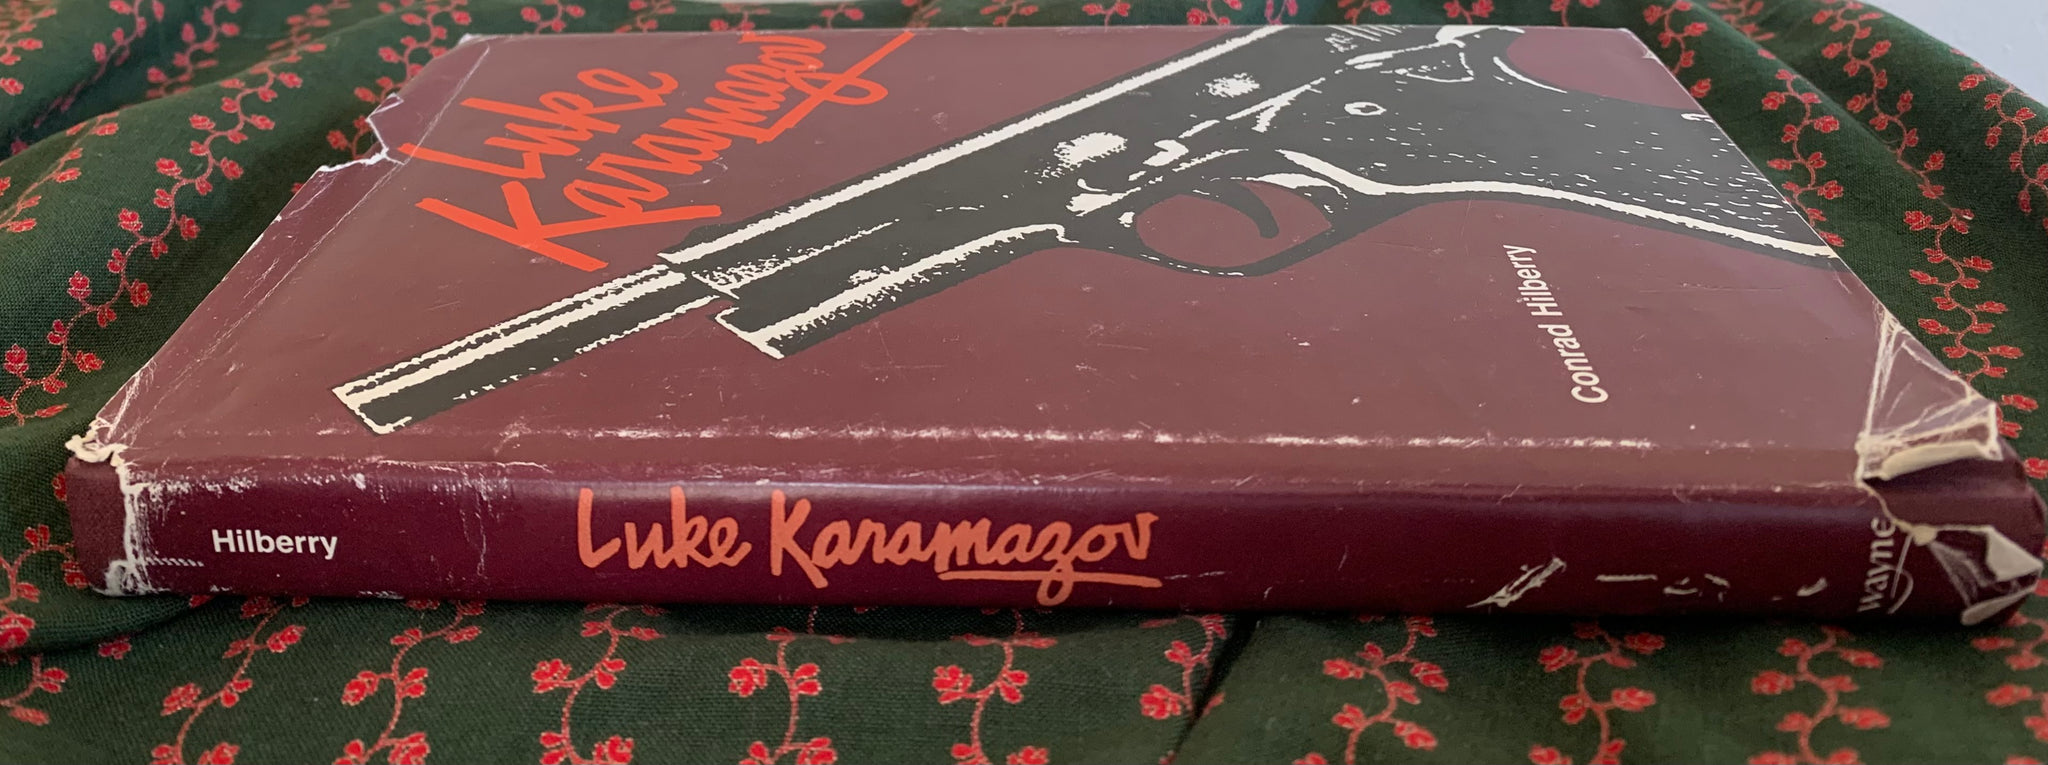 Luke
Karamazov
Conrad Hilberry
Hilberry
Luke Karamazov
Wayne